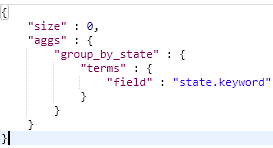 {
    "size" : 0,
    "aggs" : {
        "group_by_state" : {
            "terms" : {
                "field" : "state.keyword"
            }
        }
    }
}